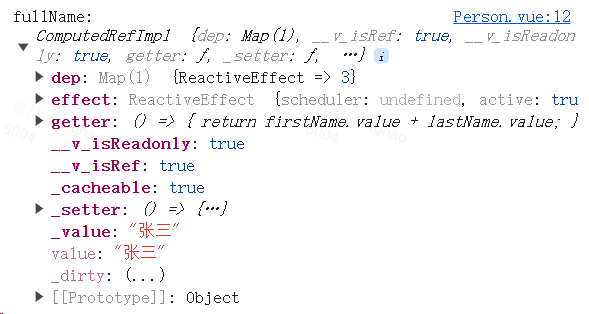 fullName: Person.vue:12
ComputedRefImpl {dep: Map(1), __v_isRef: true, __v_isReadon
ly: true, getter: ƒ, _setter: ƒ, …} i
dep: Map(1) {ReactiveEffect => 3}
effect: ReactiveEffect {scheduler: undefined, active: tru
getter: () => { return firstName.value + lastName.value; }
__v_isReadonly: true
__v_isRef: true
_cacheable: true
_setter: () => {…}
_value: "张三"
value: "张三"
_dirty: (...)
[[Prototype]]: Object